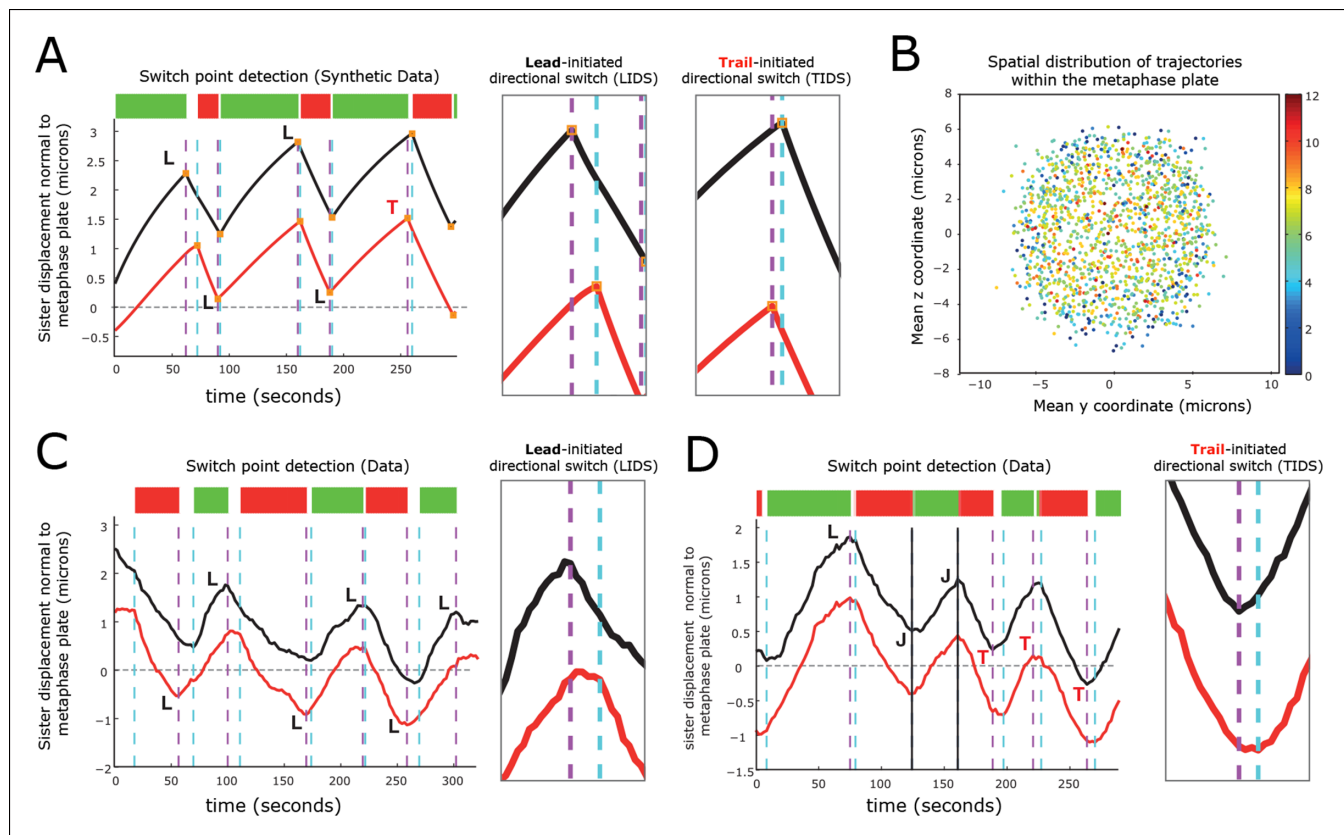 A
Switch point detection (Synthetic Data)
Sister displacement normal to
metaphase plate (microns)
3
2.5
2
1.5
1
0.5
0
−0.5
L
L
T
L
L
0
50
100
150
200
250
time (seconds)
Lead-initiated
directional switch (LIDS)
Trail-initiated
directional switch (TIDS)
B
Spatial distribution of trajectories
within the metaphase plate
Mean z coordinate (microns)
8
6
4
2
0
−2
−4
−6
−8
−10
−5
0
5
10
Mean y coordinate (microns)
12
10
8
6
4
2
0
C
Switch point detection (Data)
Sister displacement normal to
metaphase plate (microns)
3
2
1
0
−1
−2
L
L
L
L
L
L
0
50
100
150
200
250
300
time (seconds)
Lead-initiated
directional switch (LIDS)
D
Switch point detection (Data)
sister displacement normal to
metaphase plate (microns)
2
1.5
1
0.5
0
−0.5
−1
−1.5
L
J
J
T
T
T
0
50
100
150
200
250
time (seconds)
Trail-initiated
directional switch (TIDS)